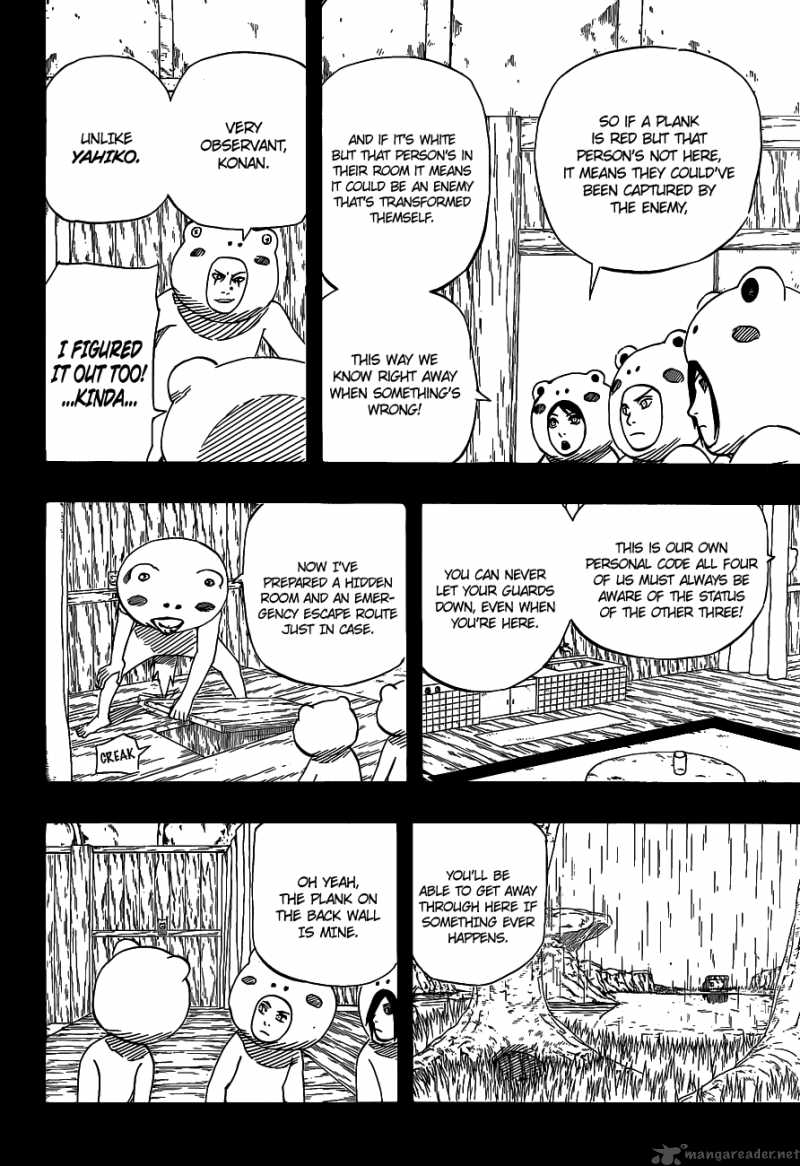 SO IF A PLANK
IS RED BUT THAT
PERSON'S NOT HERE,
IT MEANS THEY COULD'VE
BEEN CAPTURED BY
THE ENEMY,
AND IF IT'S WHITE
BUT THAT PERSON'S IN
THEIR ROOM IT MEANS
IT COULD BE AN ENEMY
THAT'S TRANSFORMED
THEMSELF.
THIS WAY WE
KNOW RIGHT AWAY
WHEN SOMETHING'S
WRONG!
VERY
OBSERVANT,
KONAN.
UNLIKE
YAHIKO.
I FIGURED
IT OUT TOO!
...KINDA...
THIS IS OUR OWN
PERSONAL CODE ALL FOUR
OF US MUST ALWAYS BE
AWARE OF THE STATUS
OF THE OTHER THREE!
YOU CAN NEVER
LET YOUR GUARDS
DOWN, EVEN WHEN
YOU'RE HERE.
NOW I'VE
PREPARED A HIDDEN
ROOM AND AN EMER-
GENCY ESCAPE ROUTE
JUST IN CASE.
CREAK
YOU'LL BE
ABLE TO GET AWAY
THROUGH HERE IF
SOMETHING EVER
HAPPENS.
OH YEAH,
THE PLANK ON
THE BACK WALL
IS MINE.
mangareader.net